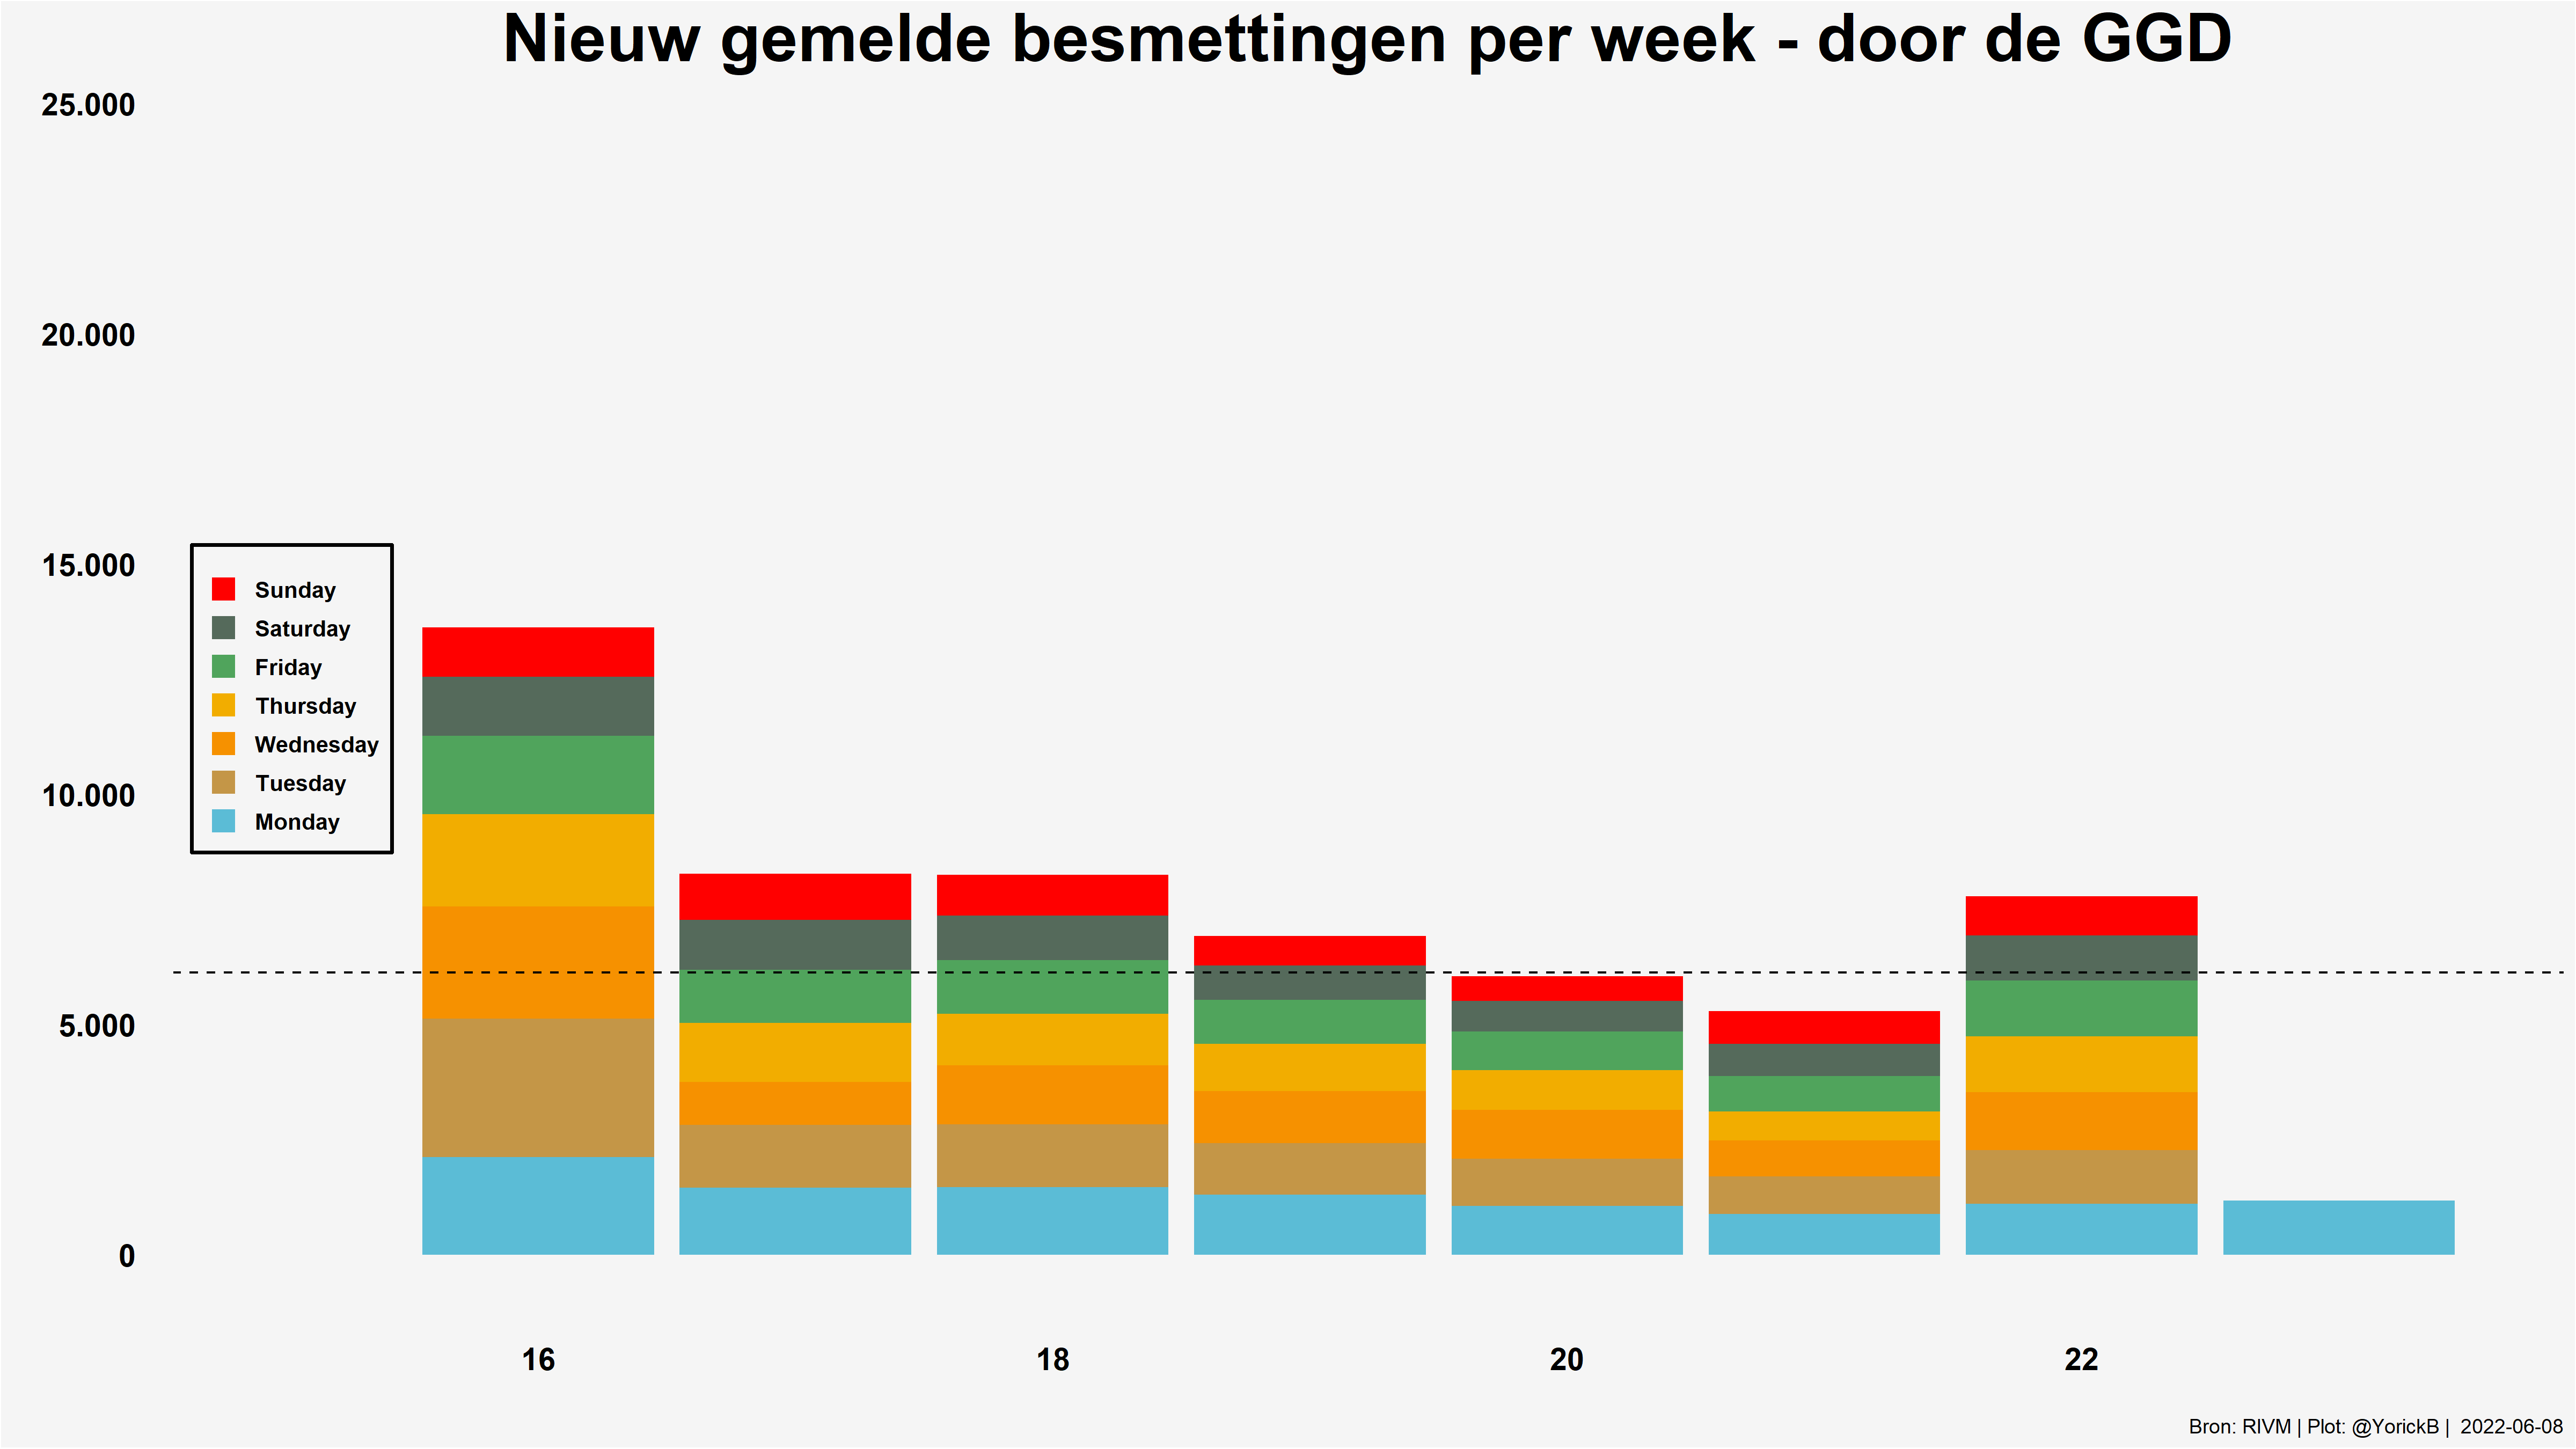 Nieuw gemelde besmettingen per week - door de GGD
25.000
20.000
15.000
10.000
5.000
0
Sunday
Saturday
Friday
Thursday
Wednesday
Tuesday
Monday
16 18 20 22
Bron: RIVM | Plot: @YorickB | 2022-06-08